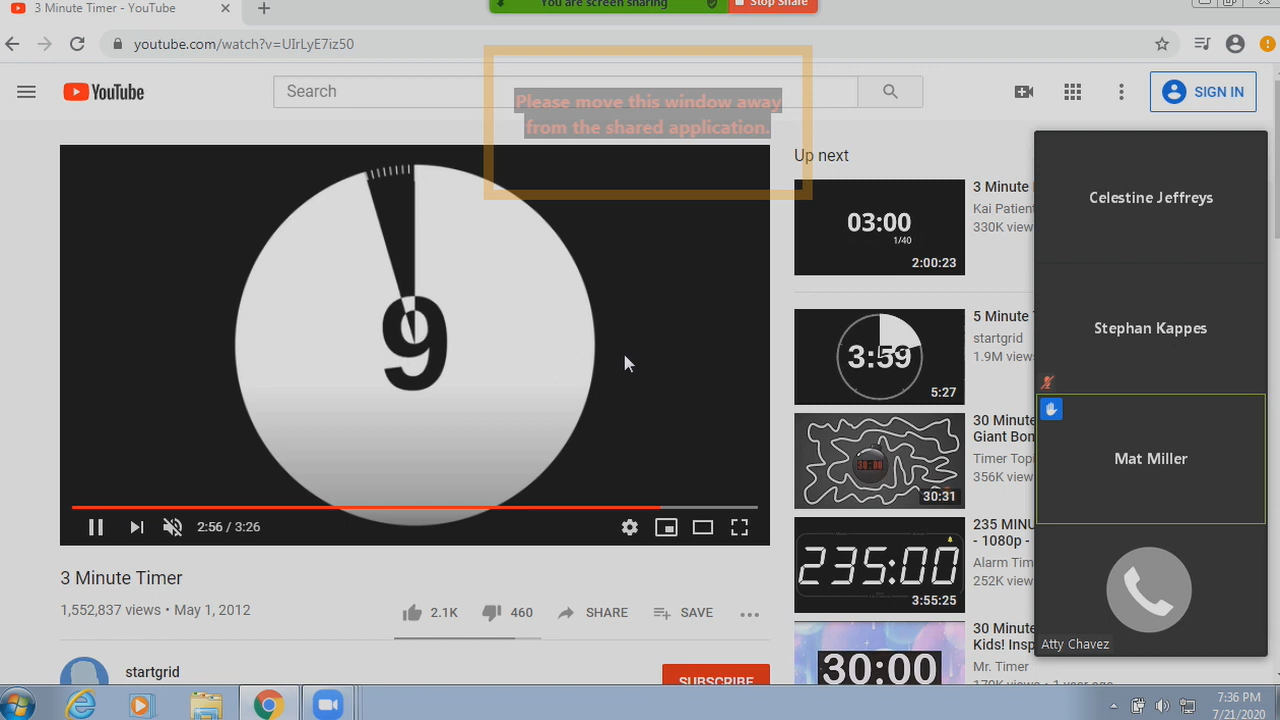 3 Minute Timer - YouTube
You are screen sharing
Stop Share
youtube.com/watch?v=UIrLyE7iz50
YouTube
Search
SIGN IN
Please move this window away
from the shared application.
9
2:56 / 3:26
3 Minute Timer
1,552,837 views • May 1, 2012
2.1K
460
SHARE
SAVE
startgrid
SUBSCRIBE
Up next
03:00
1/40
2:00:23
3 Minute
Kai Patient
330K view
3:59
5:27
5 Minute
startgrid
1.9M views
30:00
30:31
30 Minute
Giant Bon
Timer Top
356K view
235:00
3:55:25
235 MINU
- 1080p -
Alarm Tim
252K view
30:00
30 Minute
Kids! Insp
Mr. Timer
Celestine Jeffreys
Stephan Kappes
Mat Miller
Atty Chavez
7:36 PM
7/21/2020